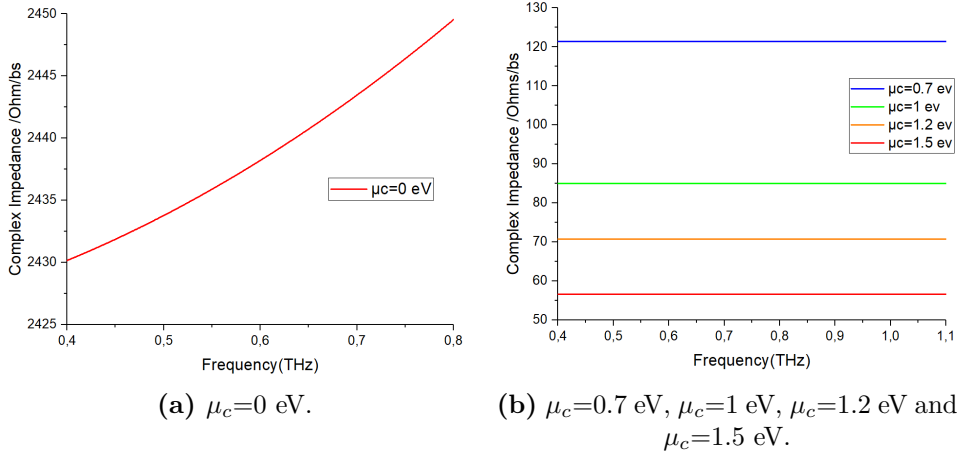 2450
2445
2440
2435
2430
2425
Complex Impedance /Ohm/bs
μc=0 eV
0,4 0,5 0,6 0,7 0,8
Frequency(THz)
(a) μc=0 eV.
130
120
110
100
90
80
70
60
50
Complex Impedance /Ohms/bs
μc=0.7 ev
μc=1 ev
μc=1.2 ev
μc=1.5 ev
0,4 0,5 0,6 0,7 0,8 0,9 1,0 1,1
Frequency(THz)
(b) μc=0.7 eV, μc=1 eV, μc=1.2 eV and
μc=1.5 eV.